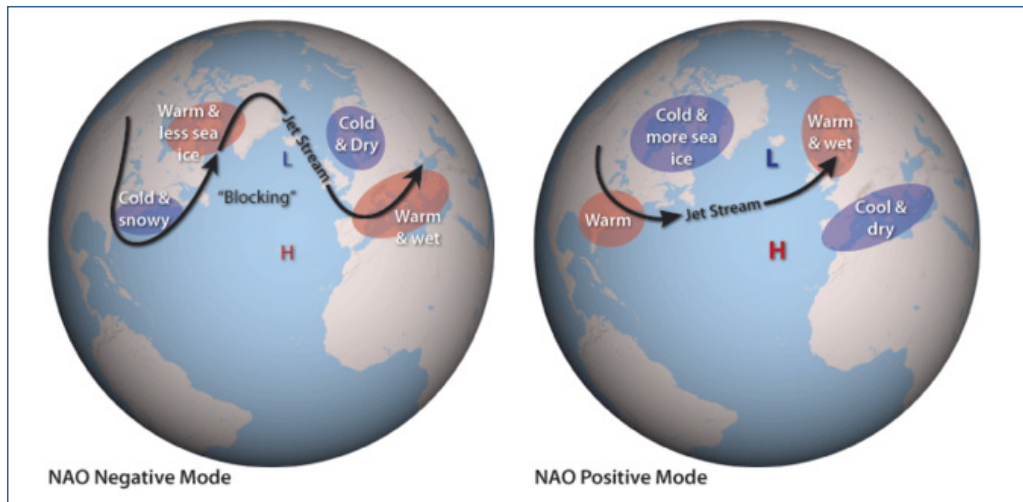 Warm &
less sea
ice
Cold &
snowy
Jet Stream
"Blocking"
L
H
Cold
& Dry
Warm
& wet
NAO Negative Mode
Cold &
more sea
ice
Warm
Jet Stream
L
H
Warm
& wet
Cool &
dry
NAO Positive Mode